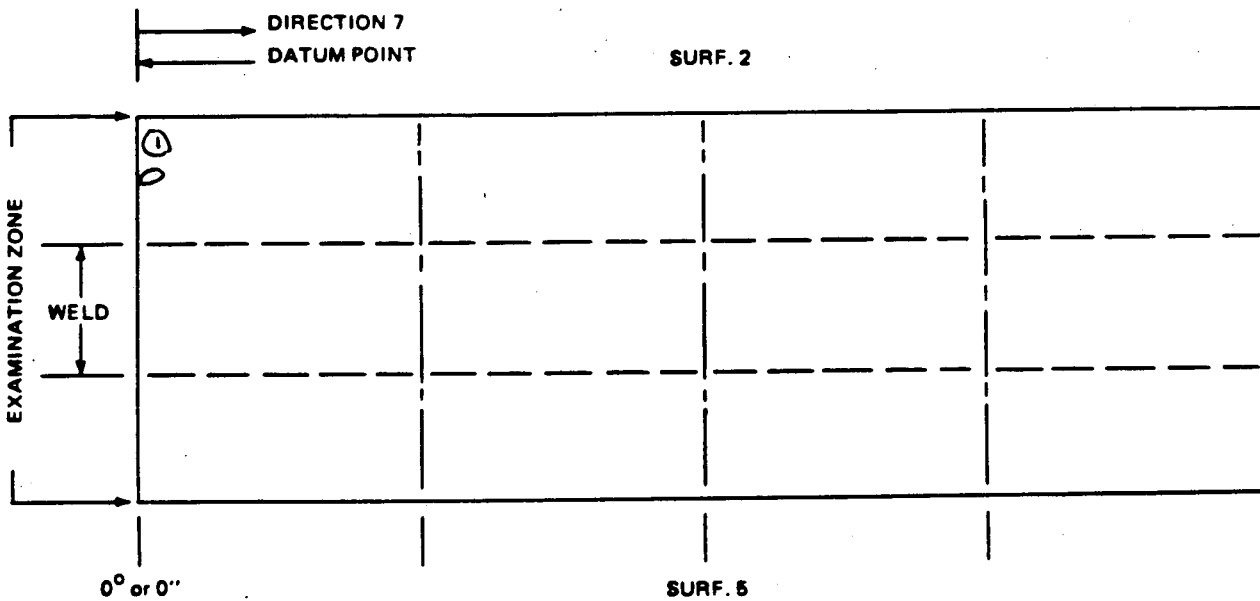 DIRECTION 7
DATUM POINT
SURF. 2
①
EXAMINATION ZONE
WELD
0° or 0''
SURF. 5